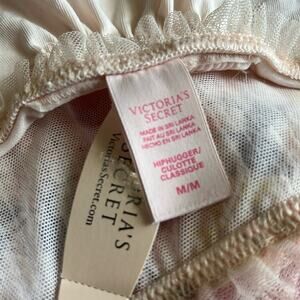 VICTORIA'S
SECRET
MADE IN SRI LANKA
FAIT AU SRI LANKA
HECHO EN SRI LANKA
HIPHUGGER/
CULOTTE
CLASSIQUE
M/M
RIA'S
SECRET
VictoriasSecret.com